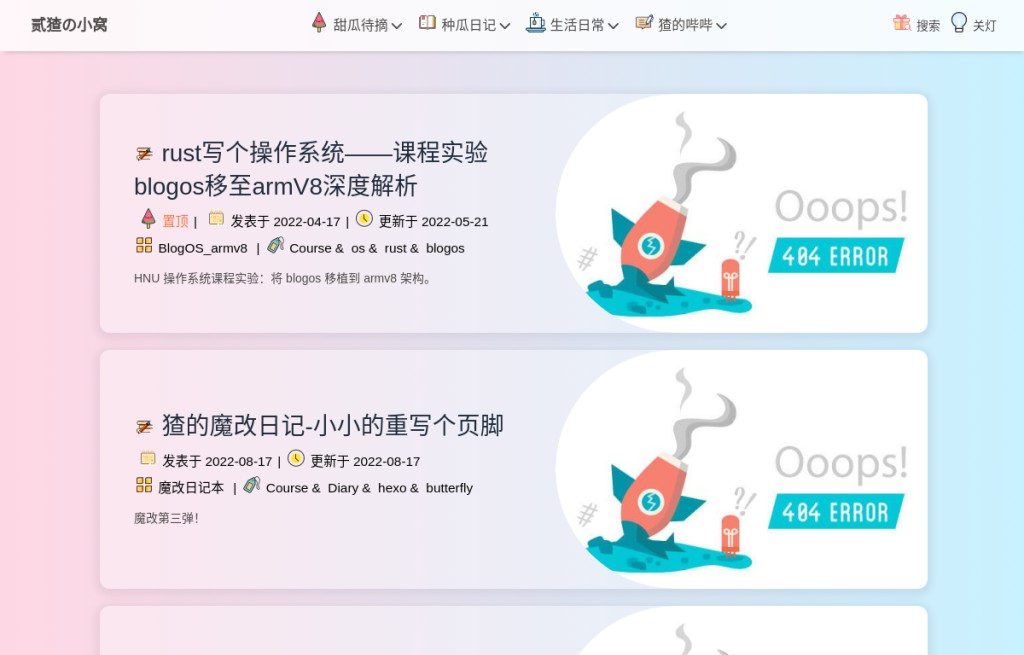 贰猹の小窝
甜瓜待摘 种瓜日记 生活日常 猹的哔哔
搜索 关灯
rust写个操作系统——课程实验
blogos移至armV8深度解析
置顶 | 发表于 2022-04-17 | 更新于 2022-05-21
BlogOS_armv8 | Course & os & rust & blogos
HNU 操作系统课程实验：将 blogos 移植到 armv8 架构。
#
?!
Ooops!
404 ERROR
猹的魔改日记-小小的重写个页脚
发表于 2022-08-17 | 更新于 2022-08-17
魔改日记本 | Course & Diary & hexo & butterfly
魔改第三弹！
#
?!
Ooops!
404 ERROR